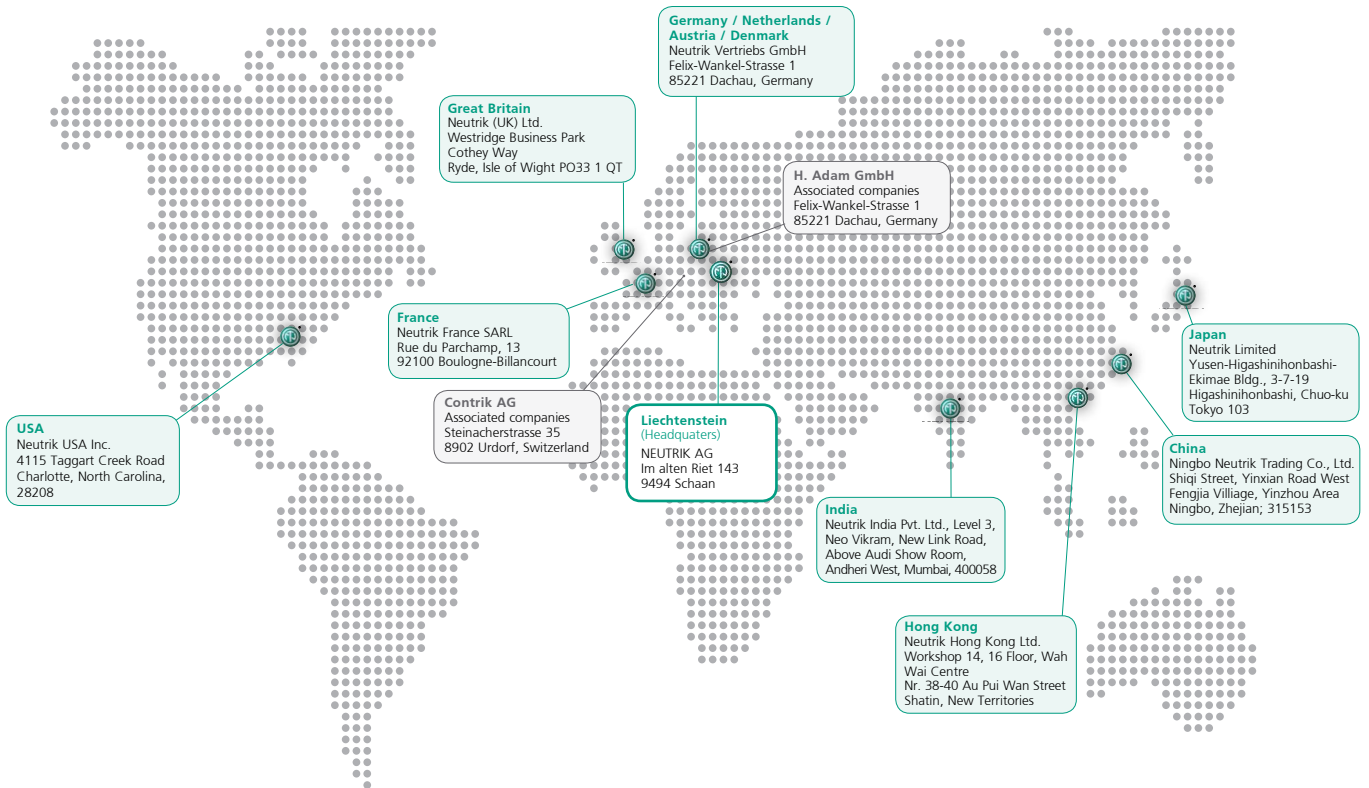 Germany / Netherlands /
Austria / Denmark
Neutrik Vertriebs GmbH
Felix-Wankel-Strasse 1
85221 Dachau, Germany
Great Britain
Neutrik (UK) Ltd.
Westridge Business Park
Cothey Way
Ryde, Isle of Wight PO33 1 QT
H. Adam GmbH
Associated companies
Felix-Wankel-Strasse 1
85221 Dachau, Germany
France
Neutrik France SARL
Rue du Parchamp, 13
92100 Boulogne-Billancourt
Japan
Neutrik Limited
Yusen-Higashinihonbashi-
Ekimae Bldg., 3-7-19
Higashinihonbashi, Chuo-ku
Tokyo 103
Contrik AG
Associated companies
Steinacherstrasse 35
8902 Urdorf, Switzerland
Liechtenstein
(Headquaters)
NEUTRIK AG
Im alten Riet 143
9494 Schaan
USA
Neutrik USA Inc.
4115 Taggart Creek Road
Charlotte, North Carolina,
28208
China
Ningbo Neutrik Trading Co., Ltd.
Shiqi Street, Yinxian Road West
Fengjia Villiage, Yinzhou Area
Ningbo, Zhejian; 315153
India
Neutrik India Pvt. Ltd., Level 3,
Neo Vikram, New Link Road,
Above Audi Show Room,
Andheri West, Mumbai, 400058
Hong Kong
Neutrik Hong Kong Ltd.
Workshop 14, 16 Floor, Wah
Wai Centre
Nr. 38-40 Au Pui Wan Street
Shatin, New Territories